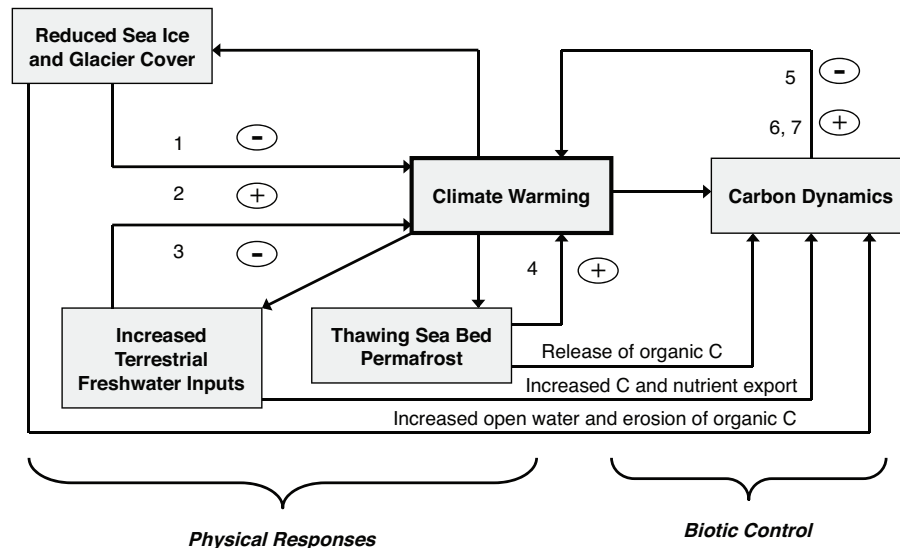 Reduced Sea Ice
and Glacier Cover
5 -
6, 7 +
1 -
2 +
3 -
Climate Warming
Carbon Dynamics
4 +
Increased
Terrestrial
Freshwater Inputs
Thawing Sea Bed
Permafrost
Release of organic C
Increased C and nutrient export
Increased open water and erosion of organic C
Physical Responses
Biotic Control